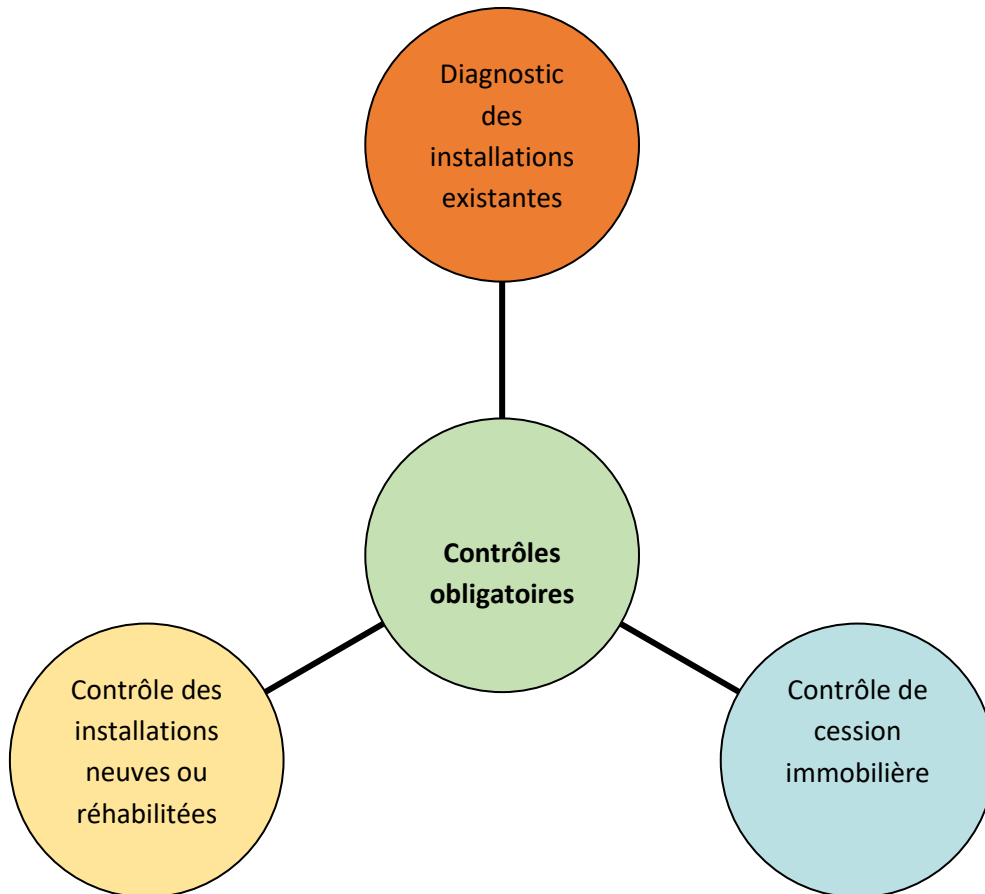 Diagnostic
des
installations
existantes
Contrôles
obligatoires
Contrôle des
installations
neuves ou
réhabilitées
Contrôle de
cession
immobilière